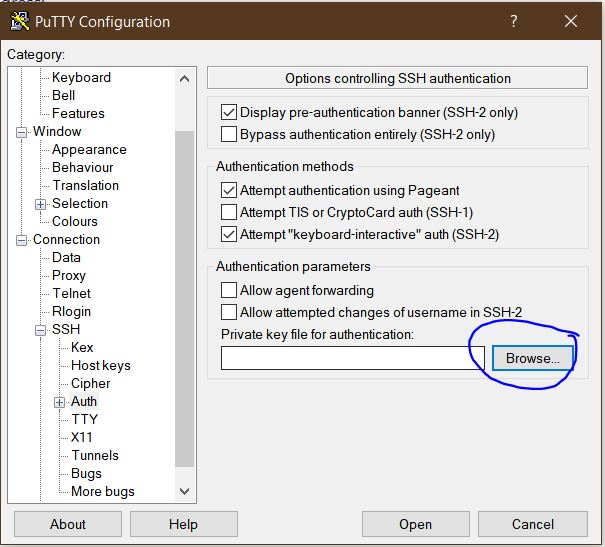 PuTTY Configuration
?
Category:
Keyboard
Bell
Features
Window
Appearance
Behaviour
Translation
Selection
Colours
Connection
Data
Proxy
Telnet
Rlogin
SSH
Kex
Host keys
Cipher
Auth
TTY
X11
Tunnels
Bugs
More bugs
Options controlling SSH authentication
Display pre-authentication banner (SSH-2 only)
Bypass authentication entirely (SSH-2 only)
Authentication methods
Attempt authentication using Pageant
Attempt TIS or CryptoCard auth (SSH-1)
Attempt "keyboard-interactive" auth (SSH-2)
Authentication parameters
Allow agent forwarding
Allow attempted changes of username in SSH-2
Private key file for authentication:
Browse...
About
Help
Open
Cancel